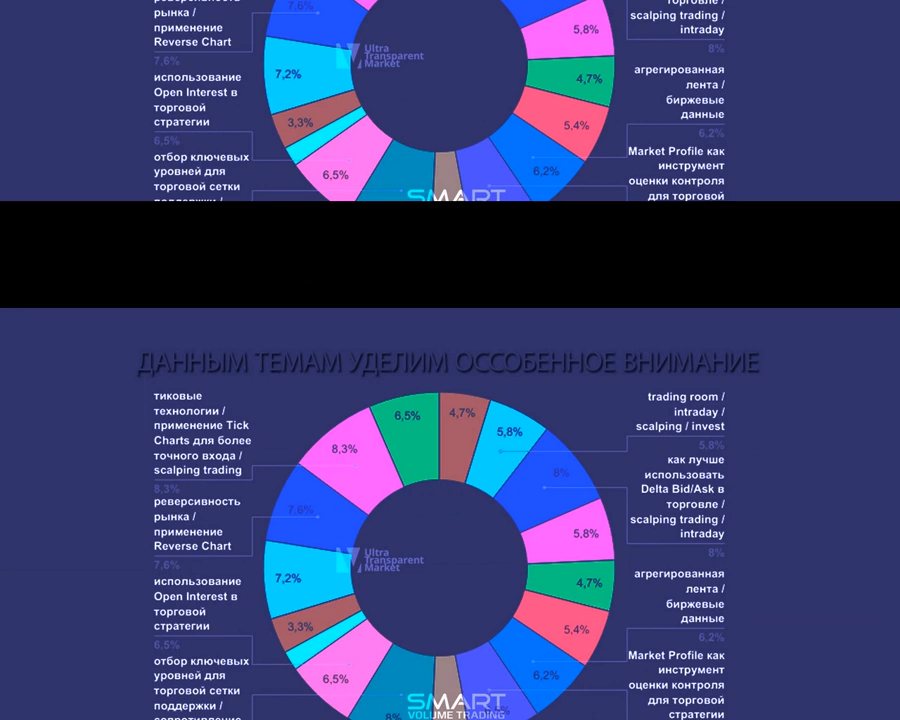 рынка /
применение
Reverse Chart
7,6%
использование
Open Interest в
торговой
стратегии
6,5%
отбор ключевых
уровней для
торговой сетки
7,6%
7,2%
3,3%
6,5%
Ultra
Transparent
Market
5,8%
4,7%
5,4%
6,2%
SMART
торговле /
scalping trading /
intraday
8%
агрегированная
лента /
биржевые
данные
6,2%
Market Profile как
инструмент
оценки контроля
для торговой
ДАННЫМ ТЕМАМ УДЕЛИМ ОССОБЕННОЕ ВНИМАНИЕ
тиковые
технологии /
применение Tick
Charts для более
точного входа /
scalping trading
8,3%
реверсивность
рынка /
применение
Reverse Chart
7,6%
использование
Open Interest в
торговой
стратегии
6,5%
отбор ключевых
уровней для
торговой сетки
поддержки /
6,5%
4,7%
5,8%
8,3%
8%
7,6%
5,8%
7,2%
4,7%
3,3%
5,4%
6,5%
6,2%
8%
Ultra
Transparent
Market
SMART
VOLUME TRADING
trading room /
intraday /
scalping / invest
5,8%
как лучше
использовать
Delta Bid/Ask в
торговле /
scalping trading /
intraday
8%
агрегированная
лента /
биржевые
данные
6,2%
Market Profile как
инструмент
оценки контроля
для торговой
стратегии